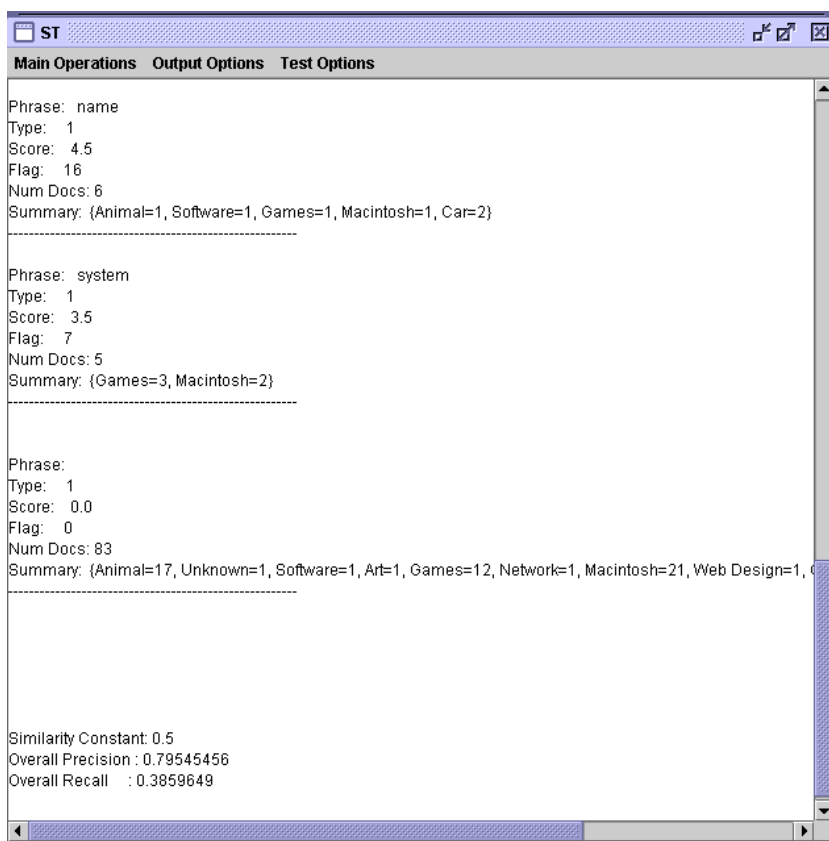 ST
Main Operations Output Options Test Options
Phrase: name
Type: 1
Score: 4.5
Flag: 16
Num Docs: 6
Summary: {Animal=1, Software=1, Games=1, Macintosh=1, Car=2}
-------------------------------------------------------
Phrase: system
Type: 1
Score: 3.5
Flag: 7
Num Docs: 5
Summary: {Games=3, Macintosh=2}
-------------------------------------------------------
Phrase:
Type: 1
Score: 0.0
Flag: 0
Num Docs: 83
Summary: {Animal=17, Unknown=1, Software=1, Art=1, Games=12, Network=1, Macintosh=21, Web Design=1,
-------------------------------------------------------
Similarity Constant: 0.5
Overall Precision : 0.79545456
Overall Recall : 0.3859649